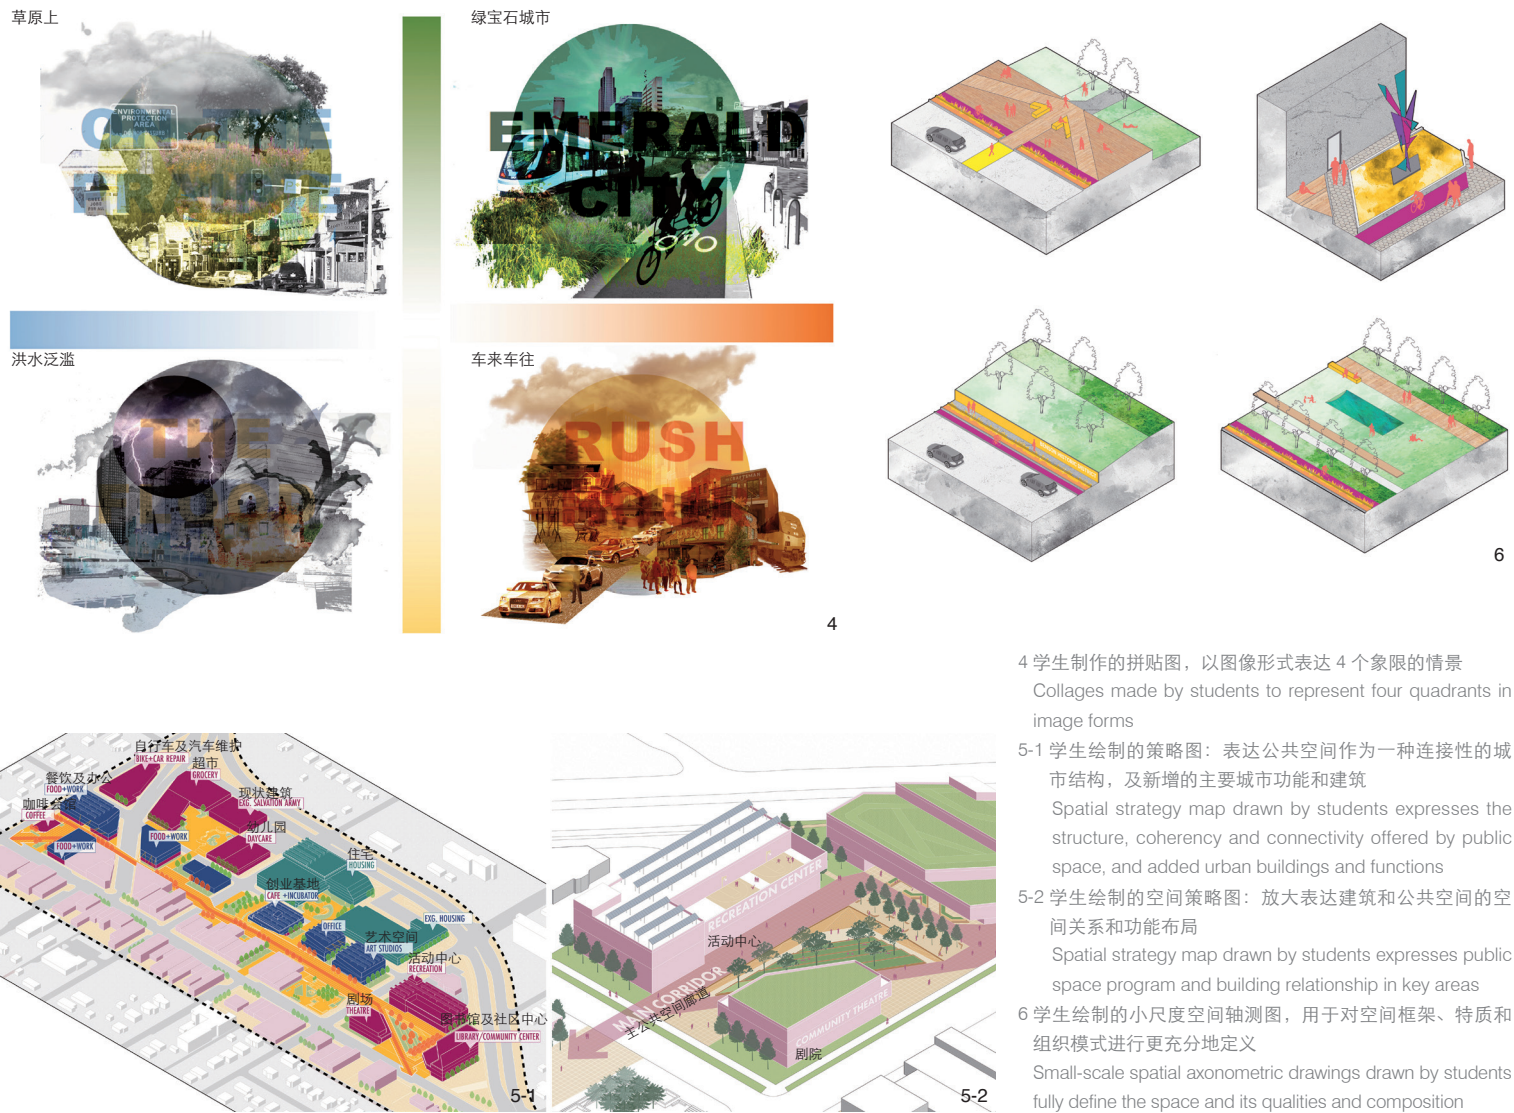 草原上
ENVIRONMENTAL
PROTECTION
AREA
绿宝石城市
EMERALD
CITY
洪水泛滥
THE
车来车往
RUSH
4
6
自行车及汽车维护
BIKE+CAR REPAIR
超市
GROCERY
餐饮及办公
FOOD+WORK
现状建筑
EXG. SALVATION ARMY
咖啡会馆
COFFEE
幼儿园
DAYCARE
FOOD+WORK
FOOD+WORK
住宅
HOUSING
创业基地
CAFE +INCUBATOR
OFFICE
EXG. HOUSING
艺术空间
ART STUDIOS
活动中心
RECREATION
剧场
THEATRE
图书馆及社区中心
LIBRARY/COMMUNITY CENTER
5-1
RECREATION CENTER
活动中心
MAIN CORRIDOR
主公共空间廊道
COMMUNITY THEATRE
剧院
5-2
4 学生制作的拼贴图，以图像形式表达 4 个象限的情景
Collages made by students to represent four quadrants in
image forms
5-1 学生绘制的策略图：表达公共空间作为一种连接性的城
市结构，及新增的主要城市功能和建筑
Spatial strategy map drawn by students expresses the
structure, coherency and connectivity offered by public
space, and added urban buildings and functions
5-2 学生绘制的空间策略图：放大表达建筑和公共空间的空
间关系和功能布局
Spatial strategy map drawn by students expresses public
space program and building relationship in key areas
6 学生绘制的小尺度空间轴测图，用于对空间框架、特质和
组织模式进行更充分地定义
Small-scale spatial axonometric drawings drawn by students
fully define the space and its qualities and composition